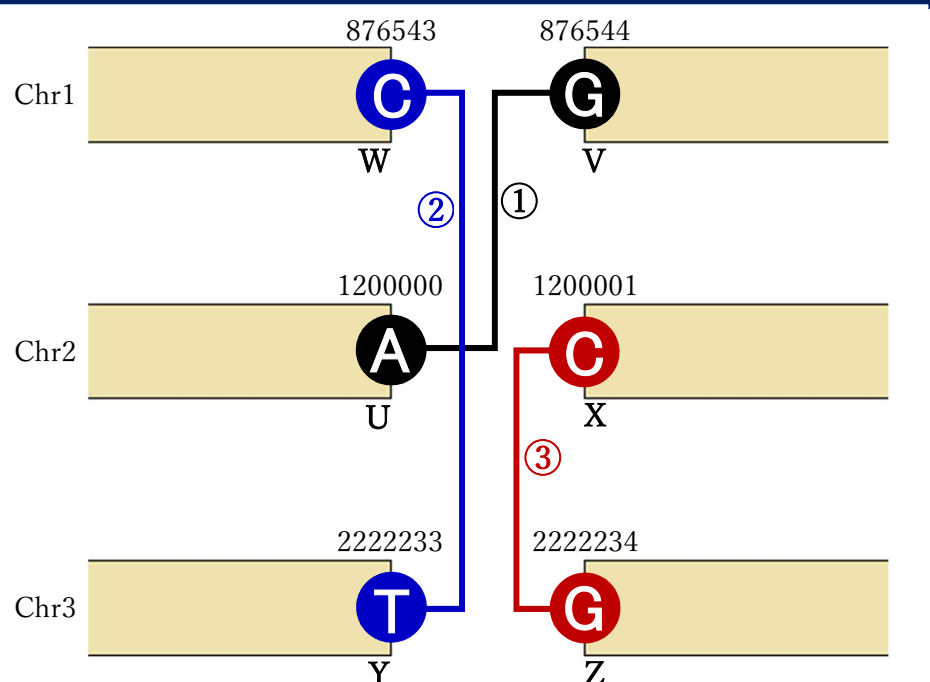 876543 876544
Chr1 C G
W V
② ①
1200000 1200001
Chr2 A C
U X
③
2222233 2222234
Chr3 T G
Y Z